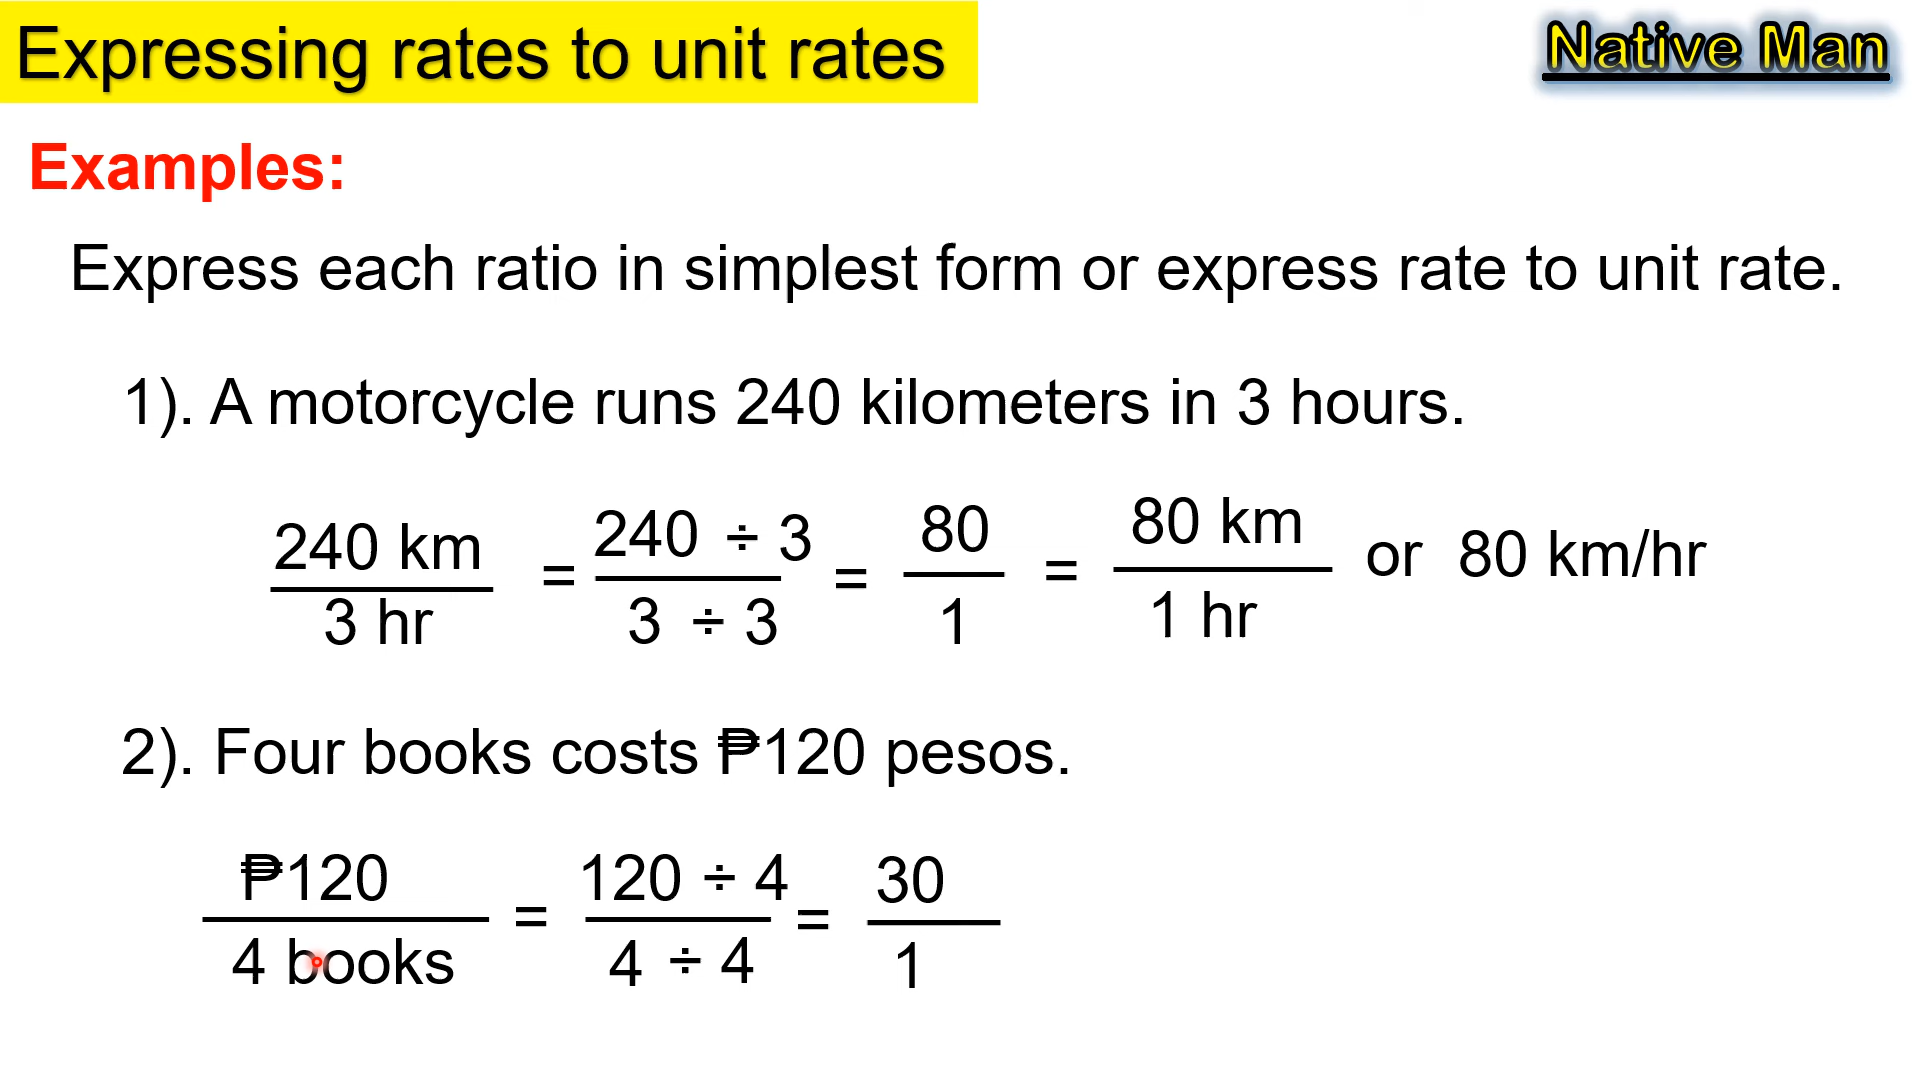 Expressing rates to unit rates
Native Man
Examples:
Express each ratio in simplest form or express rate to unit rate.
1). A motorcycle runs 240 kilometers in 3 hours.
240 km / 3 hr = 240 ÷ 3 / 3 ÷ 3 = 80 / 1 = 80 km / 1 hr or 80 km/hr
2). Four books costs ₱120 pesos.
₱120 / 4 books = 120 ÷ 4 / 4 ÷ 4 = 30 / 1